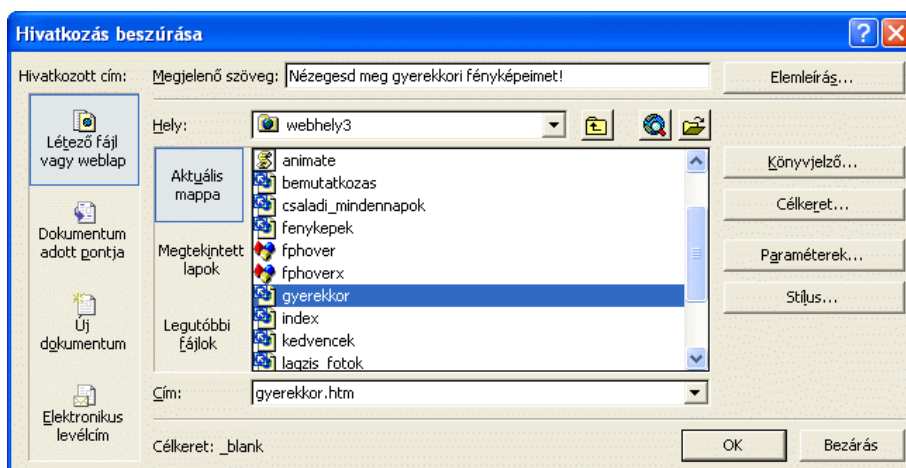 Hivatkozás beszúrása
Hivatkozott cím:
Létező fájl
vagy weblap
Dokumentum
adott pontja
Új
dokumentum
Elektronikus
levélcím
Megjelenő szöveg: Nézegesd meg gyerekkori fényképeimet!
Elemleírás...
Hely: webhely3
Aktuális
mappa
Megtekintett
lapok
Legutóbbi
fájlok
animate
bemutatkozas
csaladi_mindennapok
fenykepek
fphover
fphoverx
gyerekkor
index
kedvencek
lagzis_fotok
Könyvjelző...
Célkeret...
Paraméterek...
Stílus...
Cím: gyerekkor.htm
Célkeret: _blank
OK
Bezárás